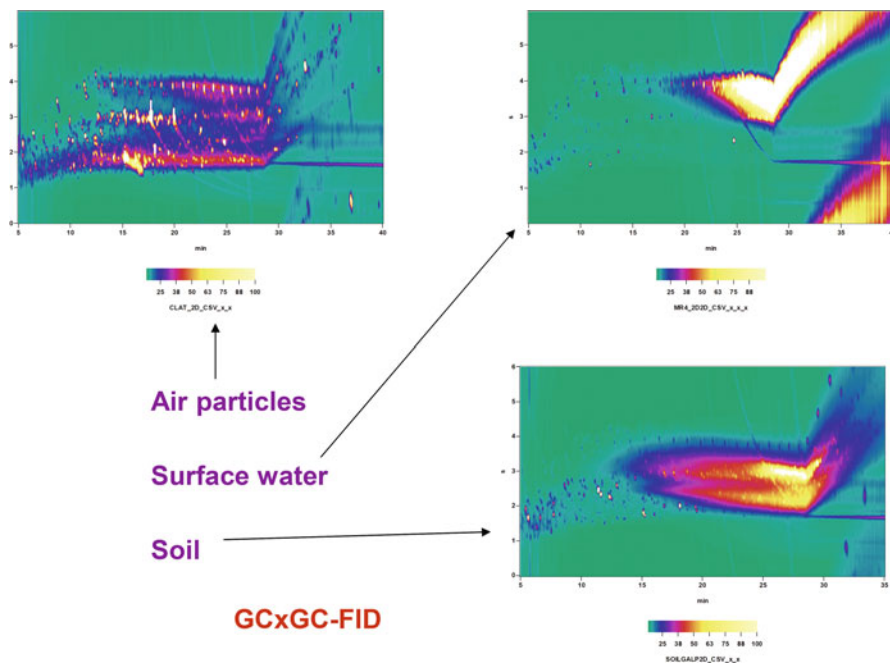 5
4
3
2
1
0
5 10 15 20 25 30 35 40
min
25 38 50 63 75 88 100
CLAT_2D_CSV_x_x
5
4
3
2
1
s
5 10 15 20 25 30 35
min
25 38 50 63 75 88
MR4_2D2D_CSV_x_x_x
Air particles
Surface water
Soil
GCxGC-FID
6
5
4
3
2
1
0
s
5 10 15 20 25 30 35
min
25 38 50 63 75 88 100
SOILGALP2D_CSV_x_x